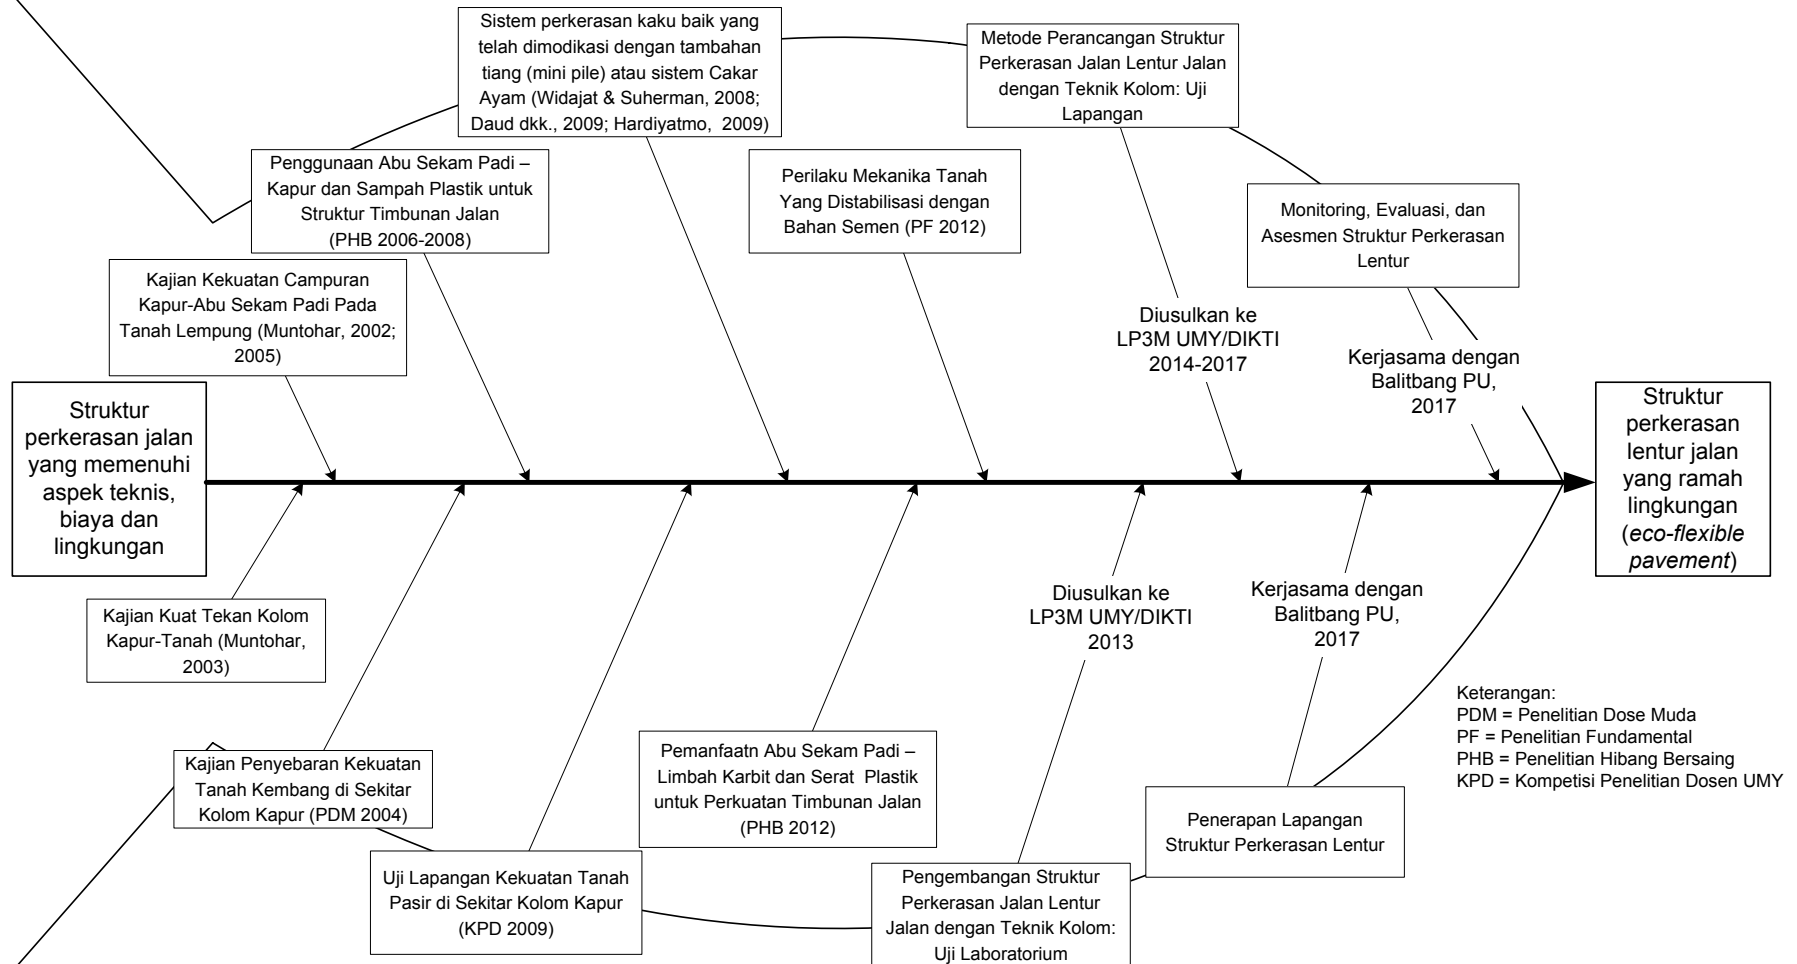 Sistem perkerasan kaku baik yang
telah dimodikasi dengan tambahan
tiang (mini pile) atau sistem Cakar
Ayam (Widajat & Suherman, 2008;
Daud dkk., 2009; Hardiyatmo, 2009)
Metode Perancangan Struktur
Perkerasan Jalan Lentur Jalan
dengan Teknik Kolom: Uji
Lapangan
Penggunaan Abu Sekam Padi –
Kapur dan Sampah Plastik untuk
Struktur Timbunan Jalan
(PHB 2006-2008)
Perilaku Mekanika Tanah
Yang Distabilisasi dengan
Bahan Semen (PF 2012)
Monitoring, Evaluasi, dan
Asesmen Struktur Perkerasan
Lentur
Kajian Kekuatan Campuran
Kapur-Abu Sekam Padi Pada
Tanah Lempung (Muntohar, 2002;
2005)
Diusulkan ke
LP3M UMY/DIKTI
2014-2017
Kerjasama dengan
Balitbang PU,
2017
Struktur
perkerasan jalan
yang memenuhi
aspek teknis,
biaya dan
lingkungan
Struktur
perkerasan
lentur jalan
yang ramah
lingkungan
(eco-flexible
pavement)
Kajian Kuat Tekan Kolom
Kapur-Tanah (Muntohar,
2003)
Diusulkan ke
LP3M UMY/DIKTI
2013
Kerjasama dengan
Balitbang PU,
2017
Keterangan:
PDM = Penelitian Dose Muda
PF = Penelitian Fundamental
PHB = Penelitian Hibang Bersaing
KPD = Kompetisi Penelitian Dosen UMY
Kajian Penyebaran Kekuatan
Tanah Kembang di Sekitar
Kolom Kapur (PDM 2004)
Pemanfaatn Abu Sekam Padi –
Limbah Karbit dan Serat Plastik
untuk Perkuatan Timbunan Jalan
(PHB 2012)
Penerapan Lapangan
Struktur Perkerasan Lentur
Uji Lapangan Kekuatan Tanah
Pasir di Sekitar Kolom Kapur
(KPD 2009)
Pengembangan Struktur
Perkerasan Jalan Lentur
Jalan dengan Teknik Kolom:
Uji Laboratorium